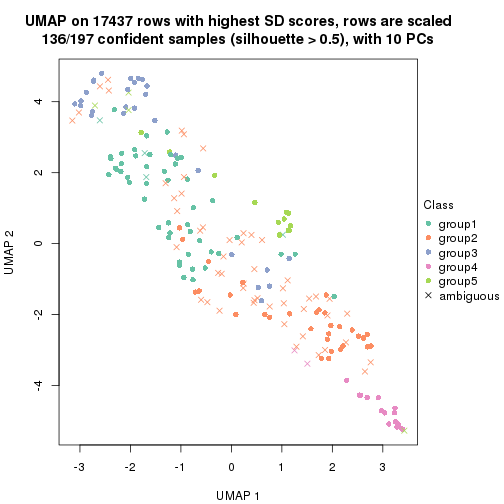 UMAP on 17437 rows with highest SD scores, rows are scaled
136/197 confident samples (silhouette > 0.5), with 10 PCs
4
2
0
-2
-4
UMAP 2
-3
-2
-1
0
1
2
3
UMAP 1
Class
group1
group2
group3
group4
group5
ambiguous